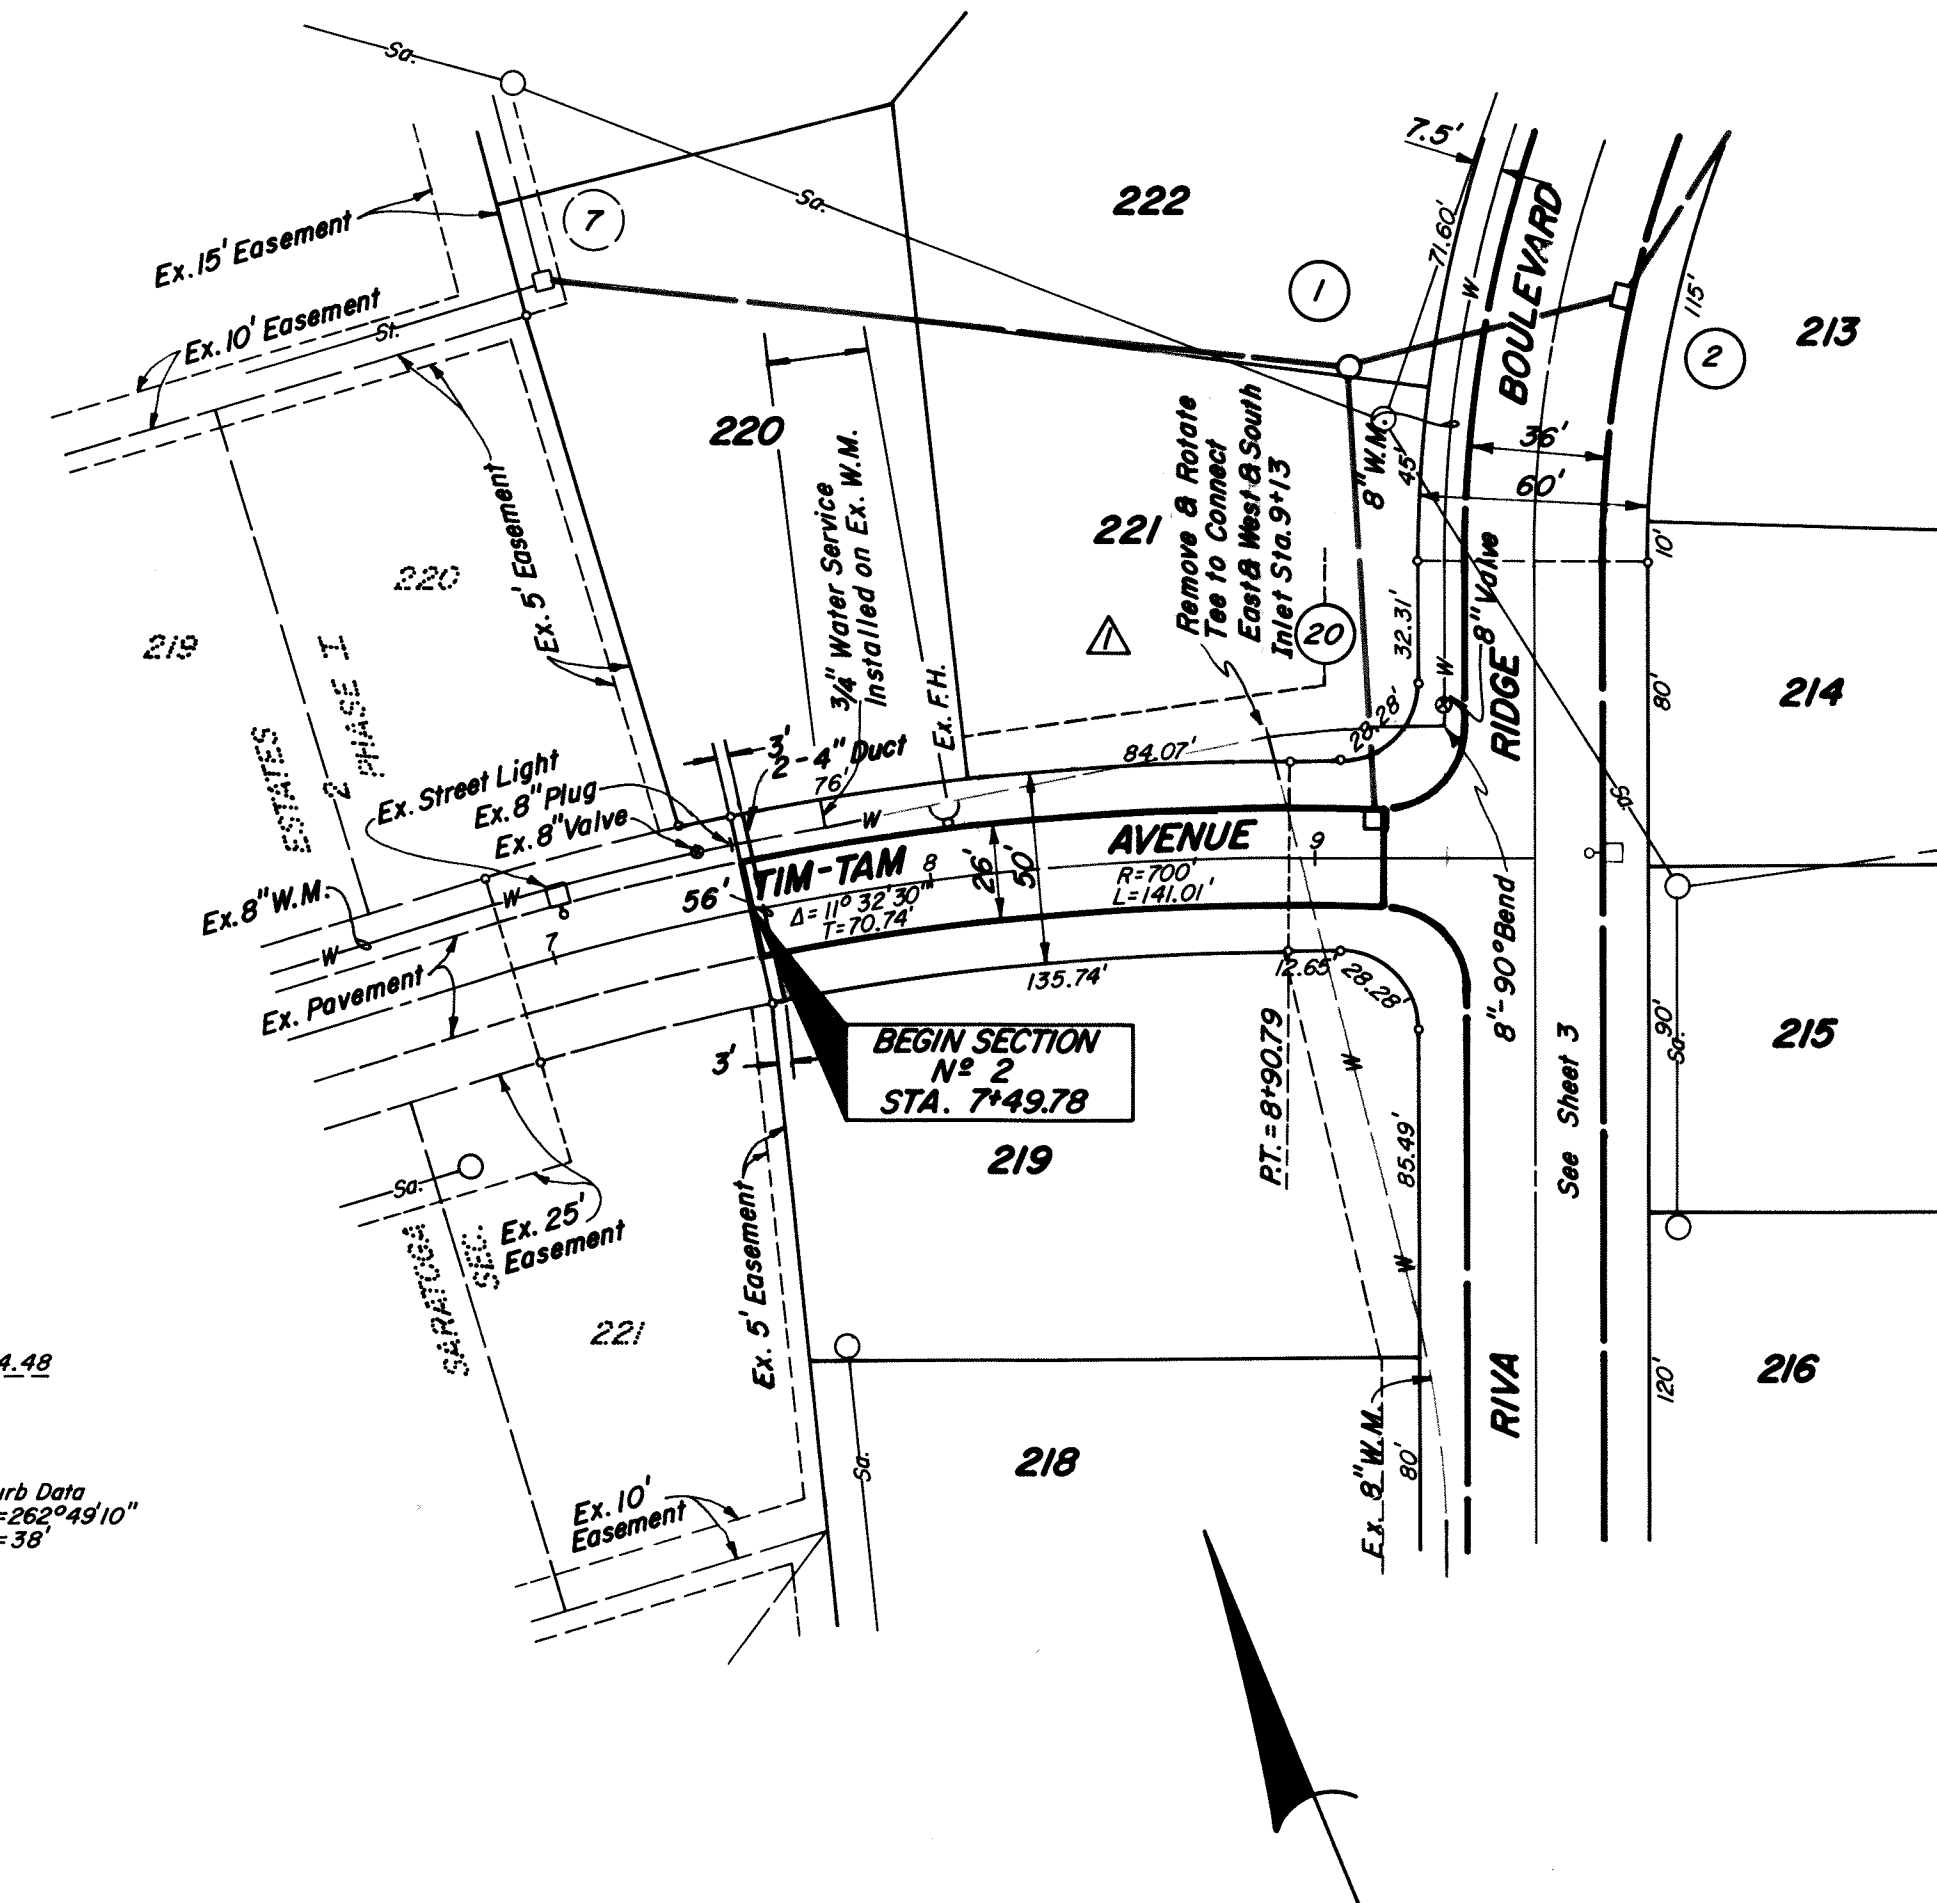 Sa.
7.5'
222
7
Sa.
BOULEVARD
71.60'
W
Ex. 15' Easement
1
115'
213
2
Ex. 10' Easement
St.
220
Remove & Rotate
Tee to Connect
East & West & South
Inlet Sta. 9+13
8" W.M.
45'
36'
60'
3/4" Water Service
Installed on Ex. W.M.
221
Ex. 5' Easement
10'
220
219
1
20
32.31'
8" Valve
W
RIDGE
80'
214
ESTATES
PHASE I
Ex. F.H.
3'
2-4" Duct
76'
84.07'
28.28'
Ex. Street Light
Ex. 8" Plug
Ex. 8" Valve
Sa.
W
TIM-TAM
AVENUE
8
9
26'
50'
R=700'
L=141.01'
56'
Δ= 11° 32' 30"
T=70.74'
Ex. 8" W.M.
W
W
7
Ex. Pavement
135.74'
12.65'
28.28'
8"-90° Bend
BEGIN SECTION
Nº 2
STA. 7+49.78
3'
P.T. = 8+90.79
W
See Sheet 3
90'
Sa.
215
219
85.49'
Sa.
Ex. 25'
Easement
Ex. 5' Easement
SARATOGA
SEC. 2
221
W
4.48
RIVA
120'
216
218
Sa.
Ex. 8" W.M.
80'
urb Data
=262°49'10"
=38'
Ex. 10'
Easement